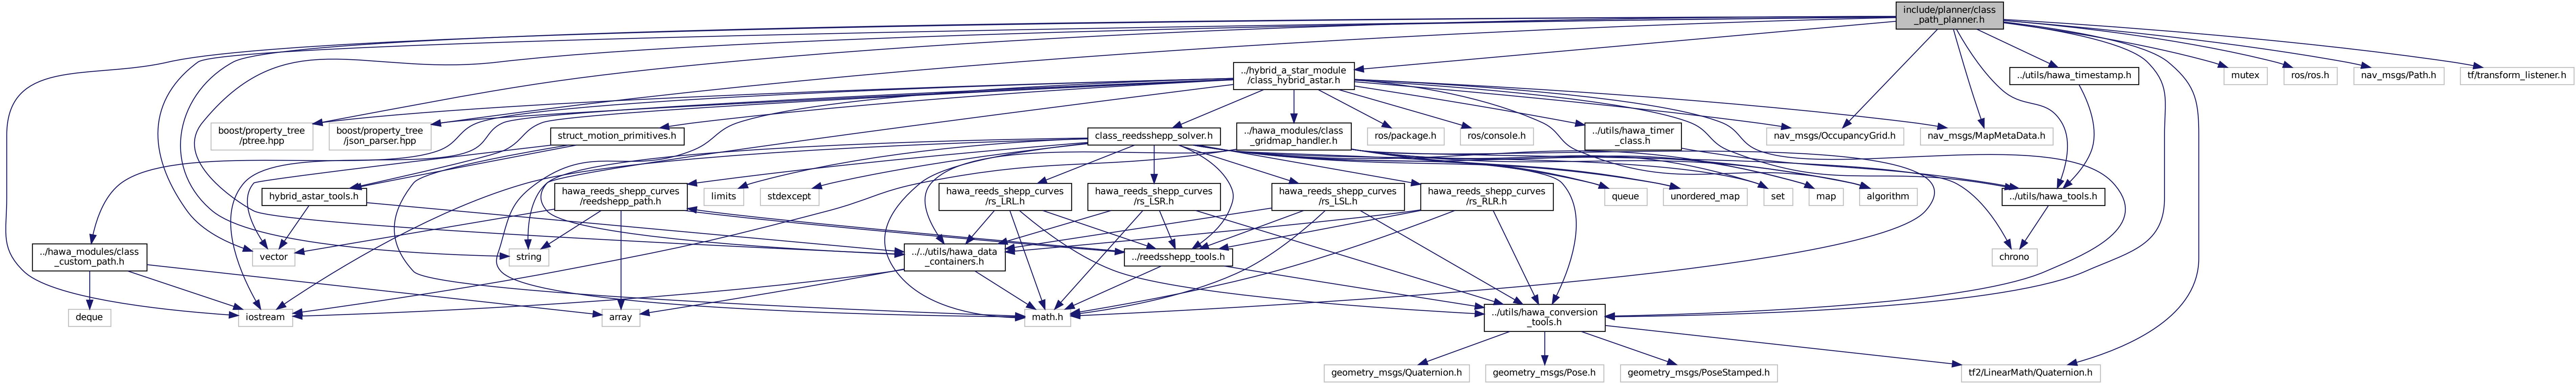 include/planner/class
_path_planner.h
../hybrid_a_star_module
/class_hybrid_astar.h
../utils/hawa_timestamp.h
mutex
ros/ros.h
nav_msgs/Path.h
tf/transform_listener.h
boost/property_tree
/ptree.hpp
boost/property_tree
/json_parser.hpp
struct_motion_primitives.h
class_reedsshepp_solver.h
../hawa_modules/class
_gridmap_handler.h
ros/package.h
ros/console.h
../utils/hawa_timer
_class.h
nav_msgs/OccupancyGrid.h
nav_msgs/MapMetaData.h
hybrid_astar_tools.h
hawa_reeds_shepp_curves
/reedshepp_path.h
limits
stdexcept
hawa_reeds_shepp_curves
/rs_LRL.h
hawa_reeds_shepp_curves
/rs_LSR.h
hawa_reeds_shepp_curves
/rs_LSL.h
hawa_reeds_shepp_curves
/rs_RLR.h
queue
unordered_map
set
map
algorithm
../utils/hawa_tools.h
../hawa_modules/class
_custom_path.h
vector
string
../../utils/hawa_data
_containers.h
../reedsshepp_tools.h
chrono
deque
iostream
array
math.h
../utils/hawa_conversion
_tools.h
geometry_msgs/Quaternion.h
geometry_msgs/Pose.h
geometry_msgs/PoseStamped.h
tf2/LinearMath/Quaternion.h